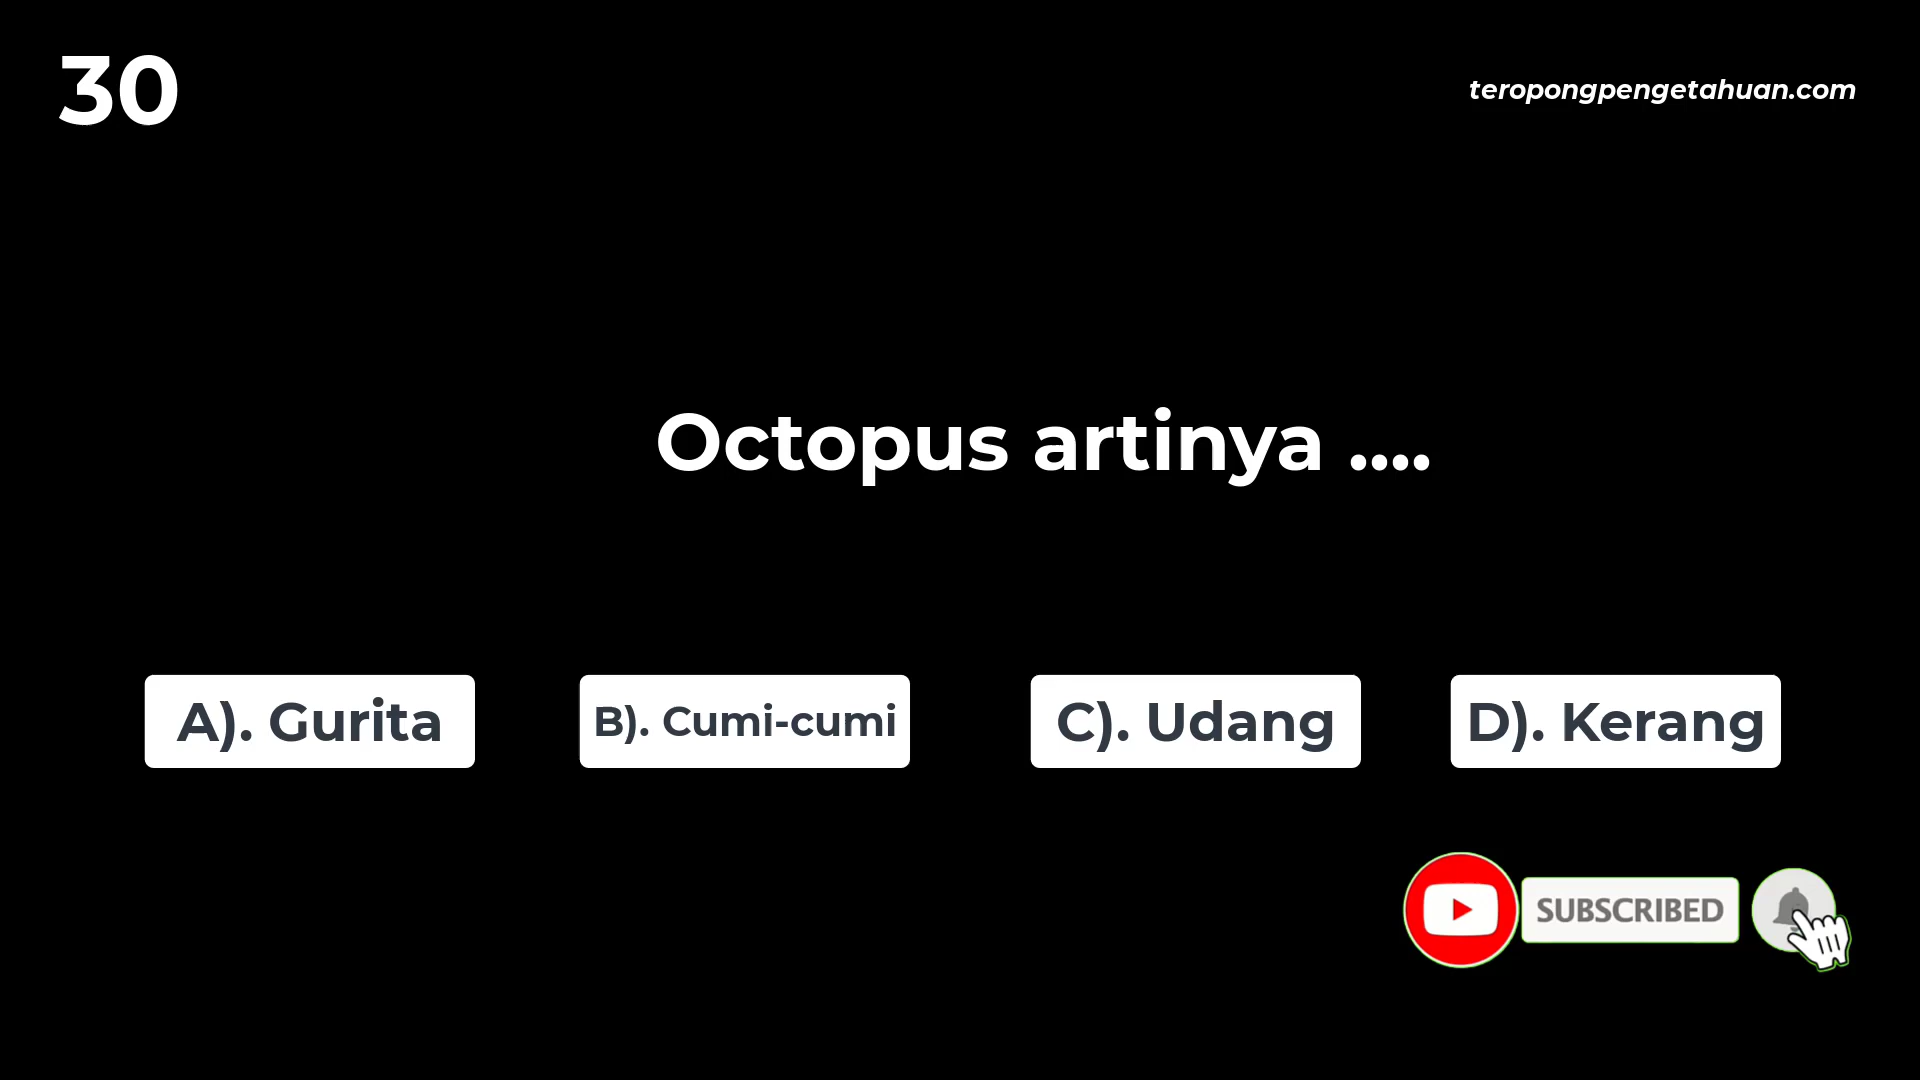 30
teropongpengetahuan.com
Octopus artinya ....
A). Gurita
B). Cumi-cumi
C). Udang
D). Kerang
SUBSCRIBED